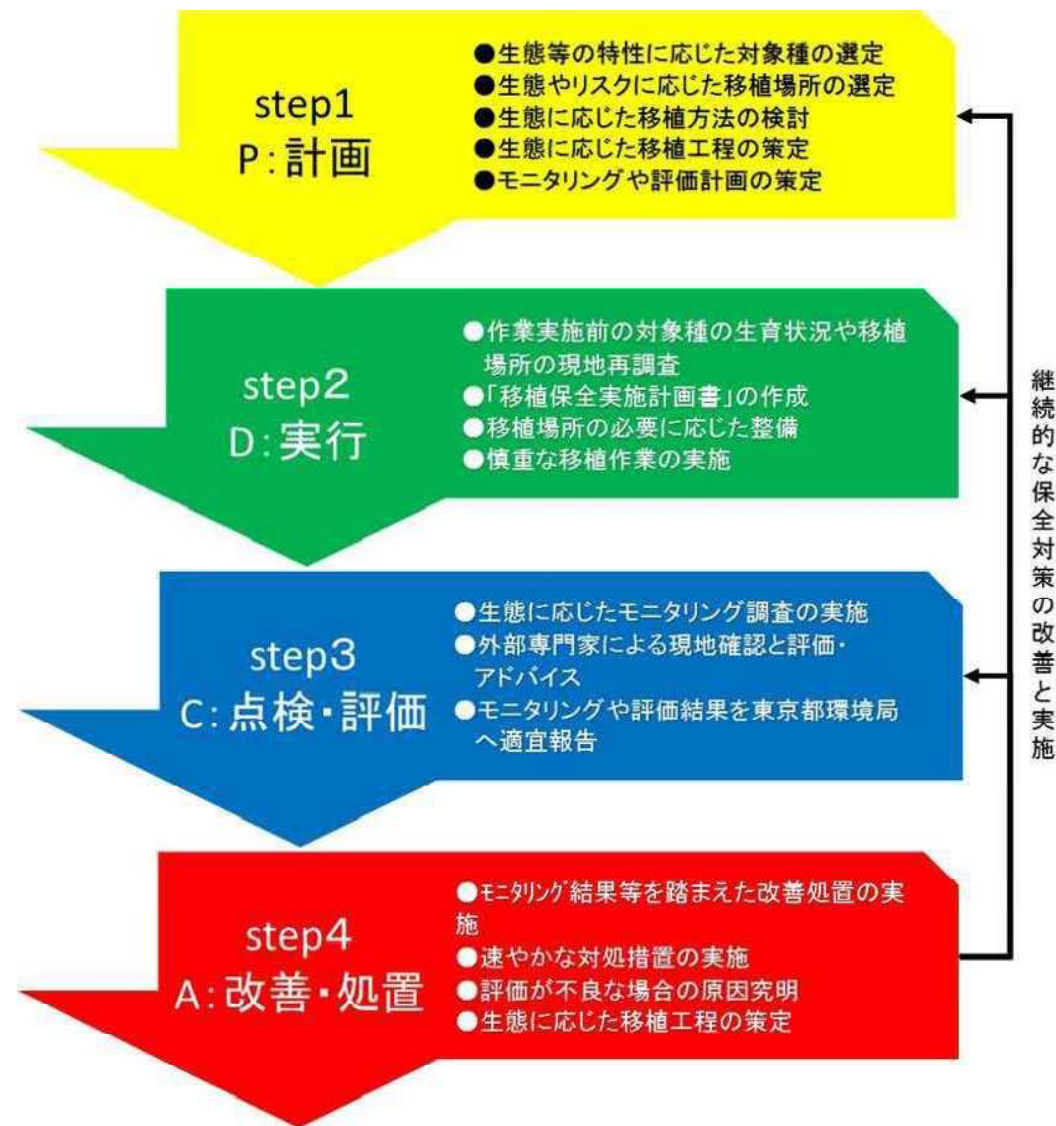 step1
P:計画
●生態等の特性に応じた対象種の選定
●生態やリスクに応じた移植場所の選定
●生態に応じた移植方法の検討
●生態に応じた移植工程の策定
●モニタリングや評価計画の策定
step2
D:実行
●作業実施前の対象種の生育状況や移植
場所の現地再調査
●「移植保全実施計画書」の作成
●移植場所の必要に応じた整備
●慎重な移植作業の実施
step3
C:点検・評価
●生態に応じたモニタリング調査の実施
●外部専門家による現地確認と評価・
アドバイス
●モニタリングや評価結果を東京都環境局
へ適宜報告
step4
A:改善・処置
●モニタリング結果等を踏まえた改善処置の実
施
●速やかな対処措置の実施
●評価が不良な場合の原因究明
●生態に応じた移植工程の策定
継続的な保全対策の改善と実施